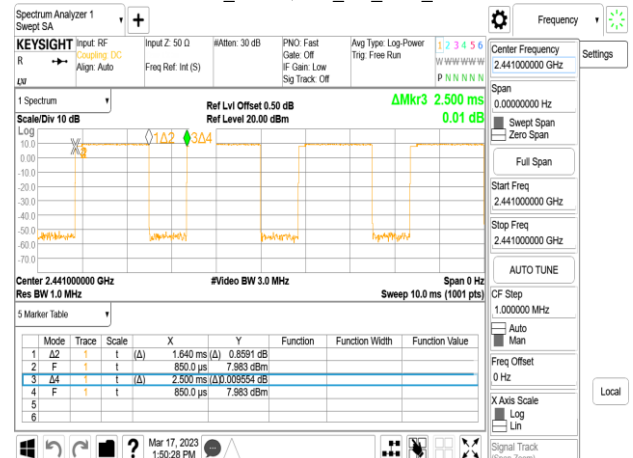 Spectrum Analyzer 1
Swept SA
KEYSIGHT
R
LXI
Input: RF
Coupling: DC
Align: Auto
Input Z: 50 Ω
Freq Ref: Int (S)
#Atten: 30 dB
PNO: Fast
Gate: Off
IF Gain: Low
Sig Track: Off
Avg Type: Log-Power
Trig: Free Run
1 2 3 4 5 6
W W W W W W
P N N N N N
1 Spectrum
Scale/Div 10 dB
Ref Lvl Offset 0.50 dB
Ref Level 20.00 dBm
ΔMkr3 2.500 ms
0.01 dB
Log
1Δ2
3Δ4
10.0
0.00
-10.0
-20.0
-30.0
-40.0
-50.0
-60.0
-70.0
Center 2.441000000 GHz
#Video BW 3.0 MHz
Span 0 Hz
Res BW 1.0 MHz
Sweep 10.0 ms (1001 pts)
5 Marker Table
Mode Trace Scale X Y Function Function Width Function Value
1 Δ2 1 t (Δ) 1.640 ms (Δ) 0.8591 dB
2 F 1 t 850.0 µs 7.983 dBm
3 Δ4 1 t (Δ) 2.500 ms (Δ) 0.009554 dB
4 F 1 t 850.0 µs 7.983 dBm
5
6
Mar 17, 2023
1:50:28 PM
Frequency
Settings
Center Frequency
2.441000000 GHz
Span
0.00000000 Hz
Swept Span
Zero Span
Full Span
Start Freq
2.441000000 GHz
Stop Freq
2.441000000 GHz
AUTO TUNE
CF Step
1.000000 MHz
Auto
Man
Freq Offset
0 Hz
X Axis Scale
Log
Lin
Signal Track
(Span Zoom)
Local